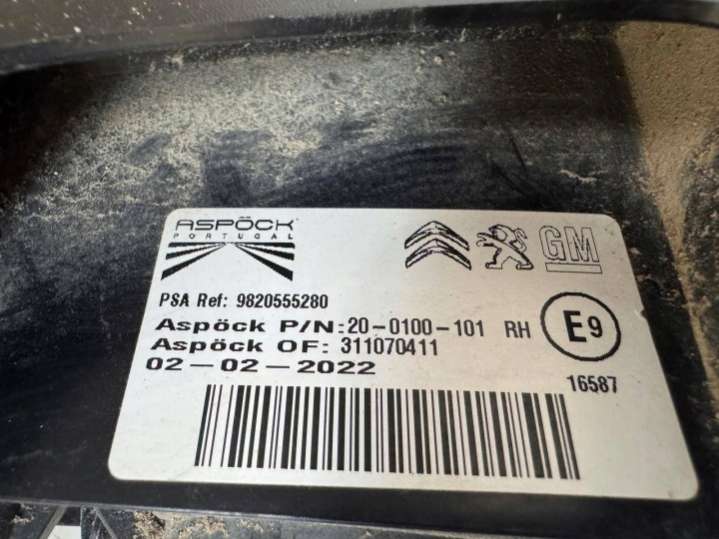 ASPÖCK
PORTUGAL
GM
PSA Ref: 9820555280
Aspöck P/N: 20-0100-101 RH
E9
Aspöck OF: 311070411
02-02-2022
16587